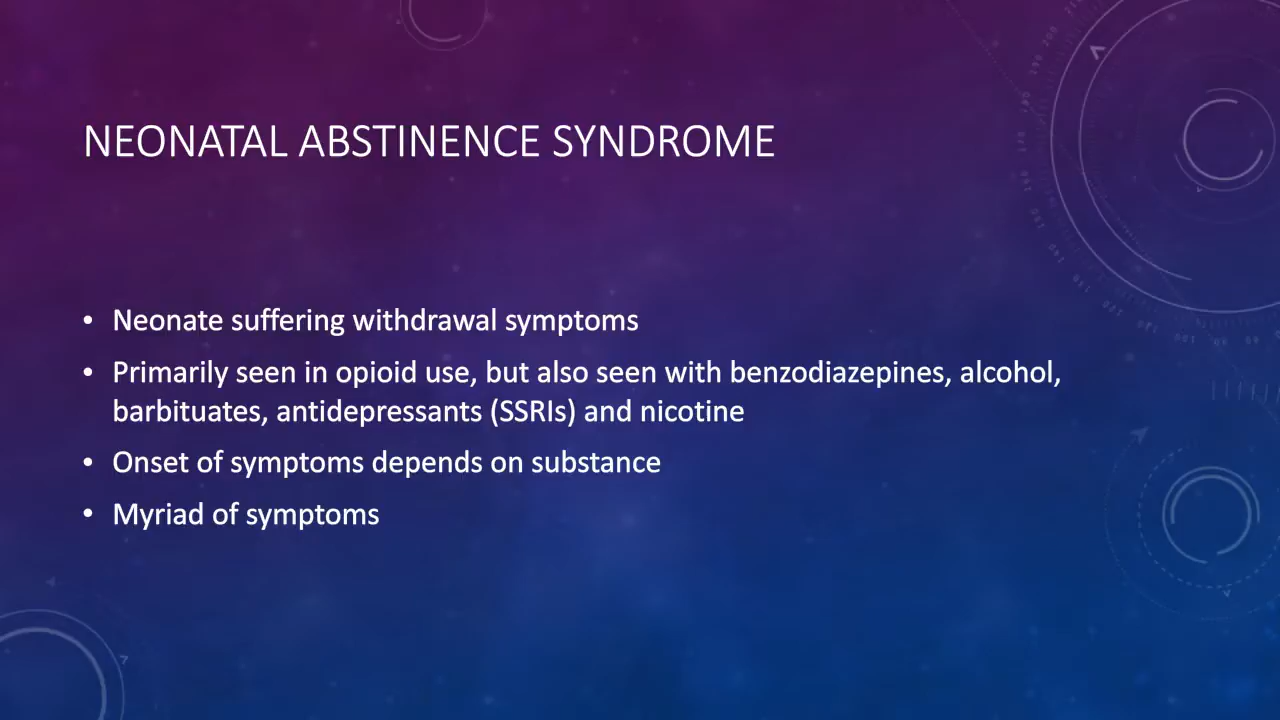 NEONATAL ABSTINENCE SYNDROME
• Neonate suffering withdrawal symptoms
• Primarily seen in opioid use, but also seen with benzodiazepines, alcohol,
barbituates, antidepressants (SSRIs) and nicotine
• Onset of symptoms depends on substance
• Myriad of symptoms